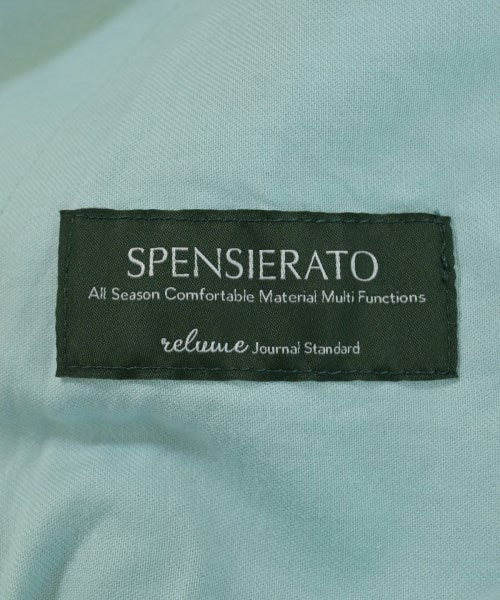 SPENSIERATO
All Season Comfortable Material Multi Functions
relume Journal Standard